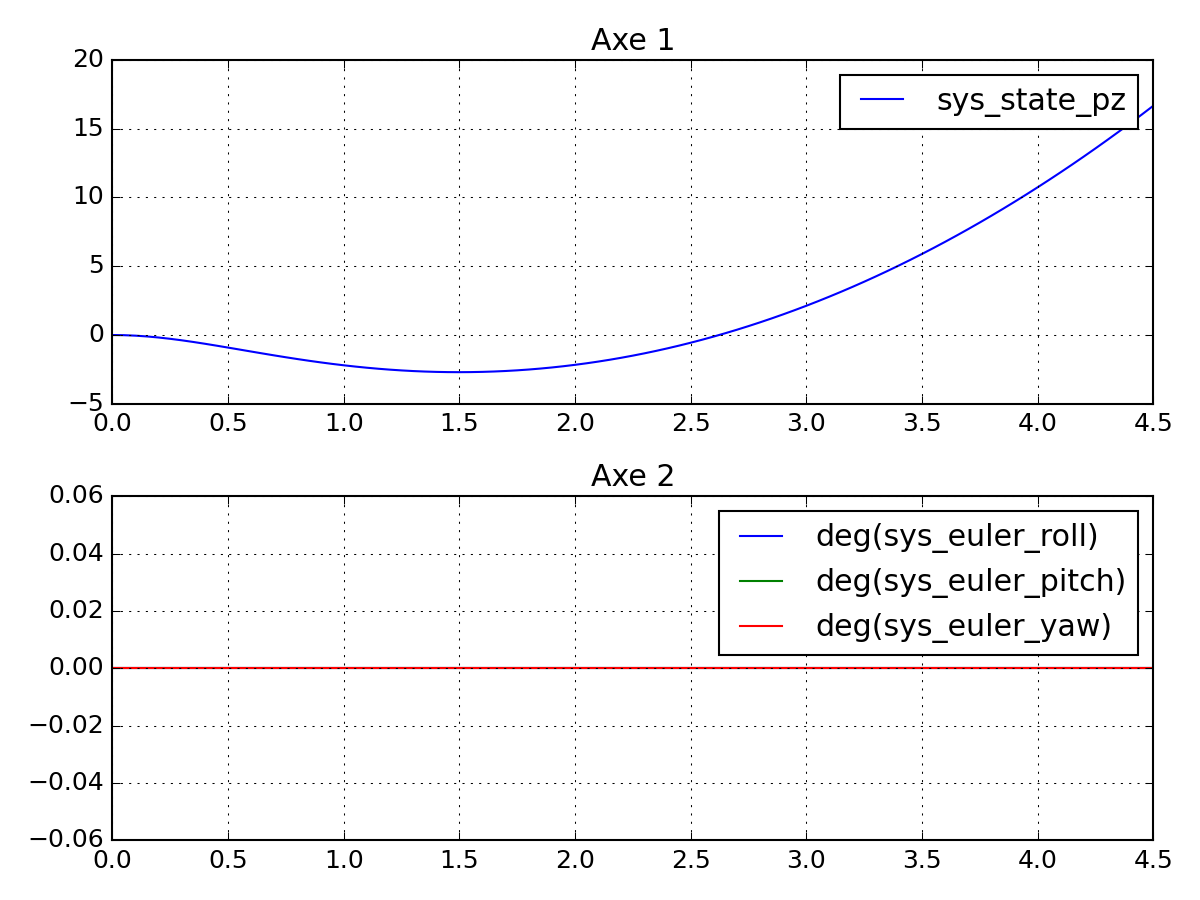 Axe 1
20
15
10
5
0
−5
sys_state_pz
0.0 0.5 1.0 1.5 2.0 2.5 3.0 3.5 4.0 4.5
Axe 2
0.06
0.04
0.02
0.00
−0.02
−0.04
−0.06
deg(sys_euler_roll)
deg(sys_euler_pitch)
deg(sys_euler_yaw)
0.0 0.5 1.0 1.5 2.0 2.5 3.0 3.5 4.0 4.5